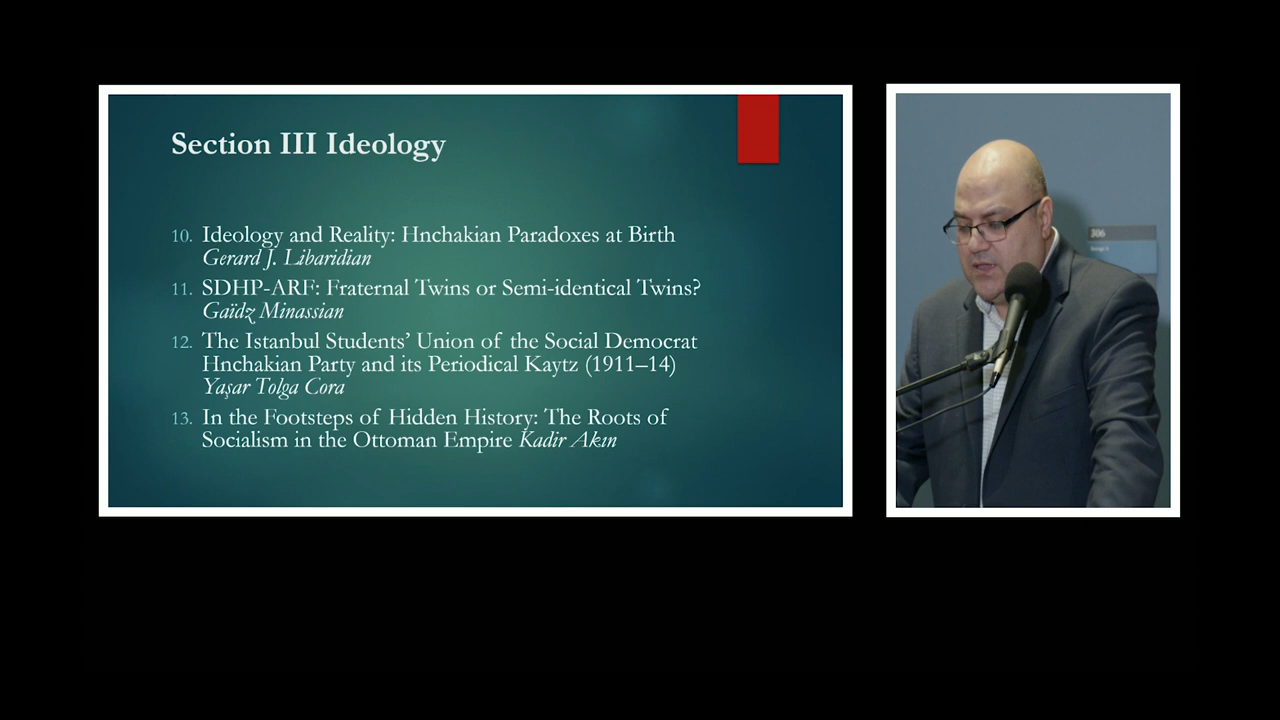 Section III Ideology
10. Ideology and Reality: Hnchakian Paradoxes at Birth
Gerard J. Libaridian
11. SDHP-ARF: Fraternal Twins or Semi-identical Twins?
Gaïdz Minassian
12. The Istanbul Students’ Union of the Social Democrat
Hnchakian Party and its Periodical Kaytz (1911–14)
Yaşar Tolga Cora
13. In the Footsteps of Hidden History: The Roots of
Socialism in the Ottoman Empire Kadir Akın
306